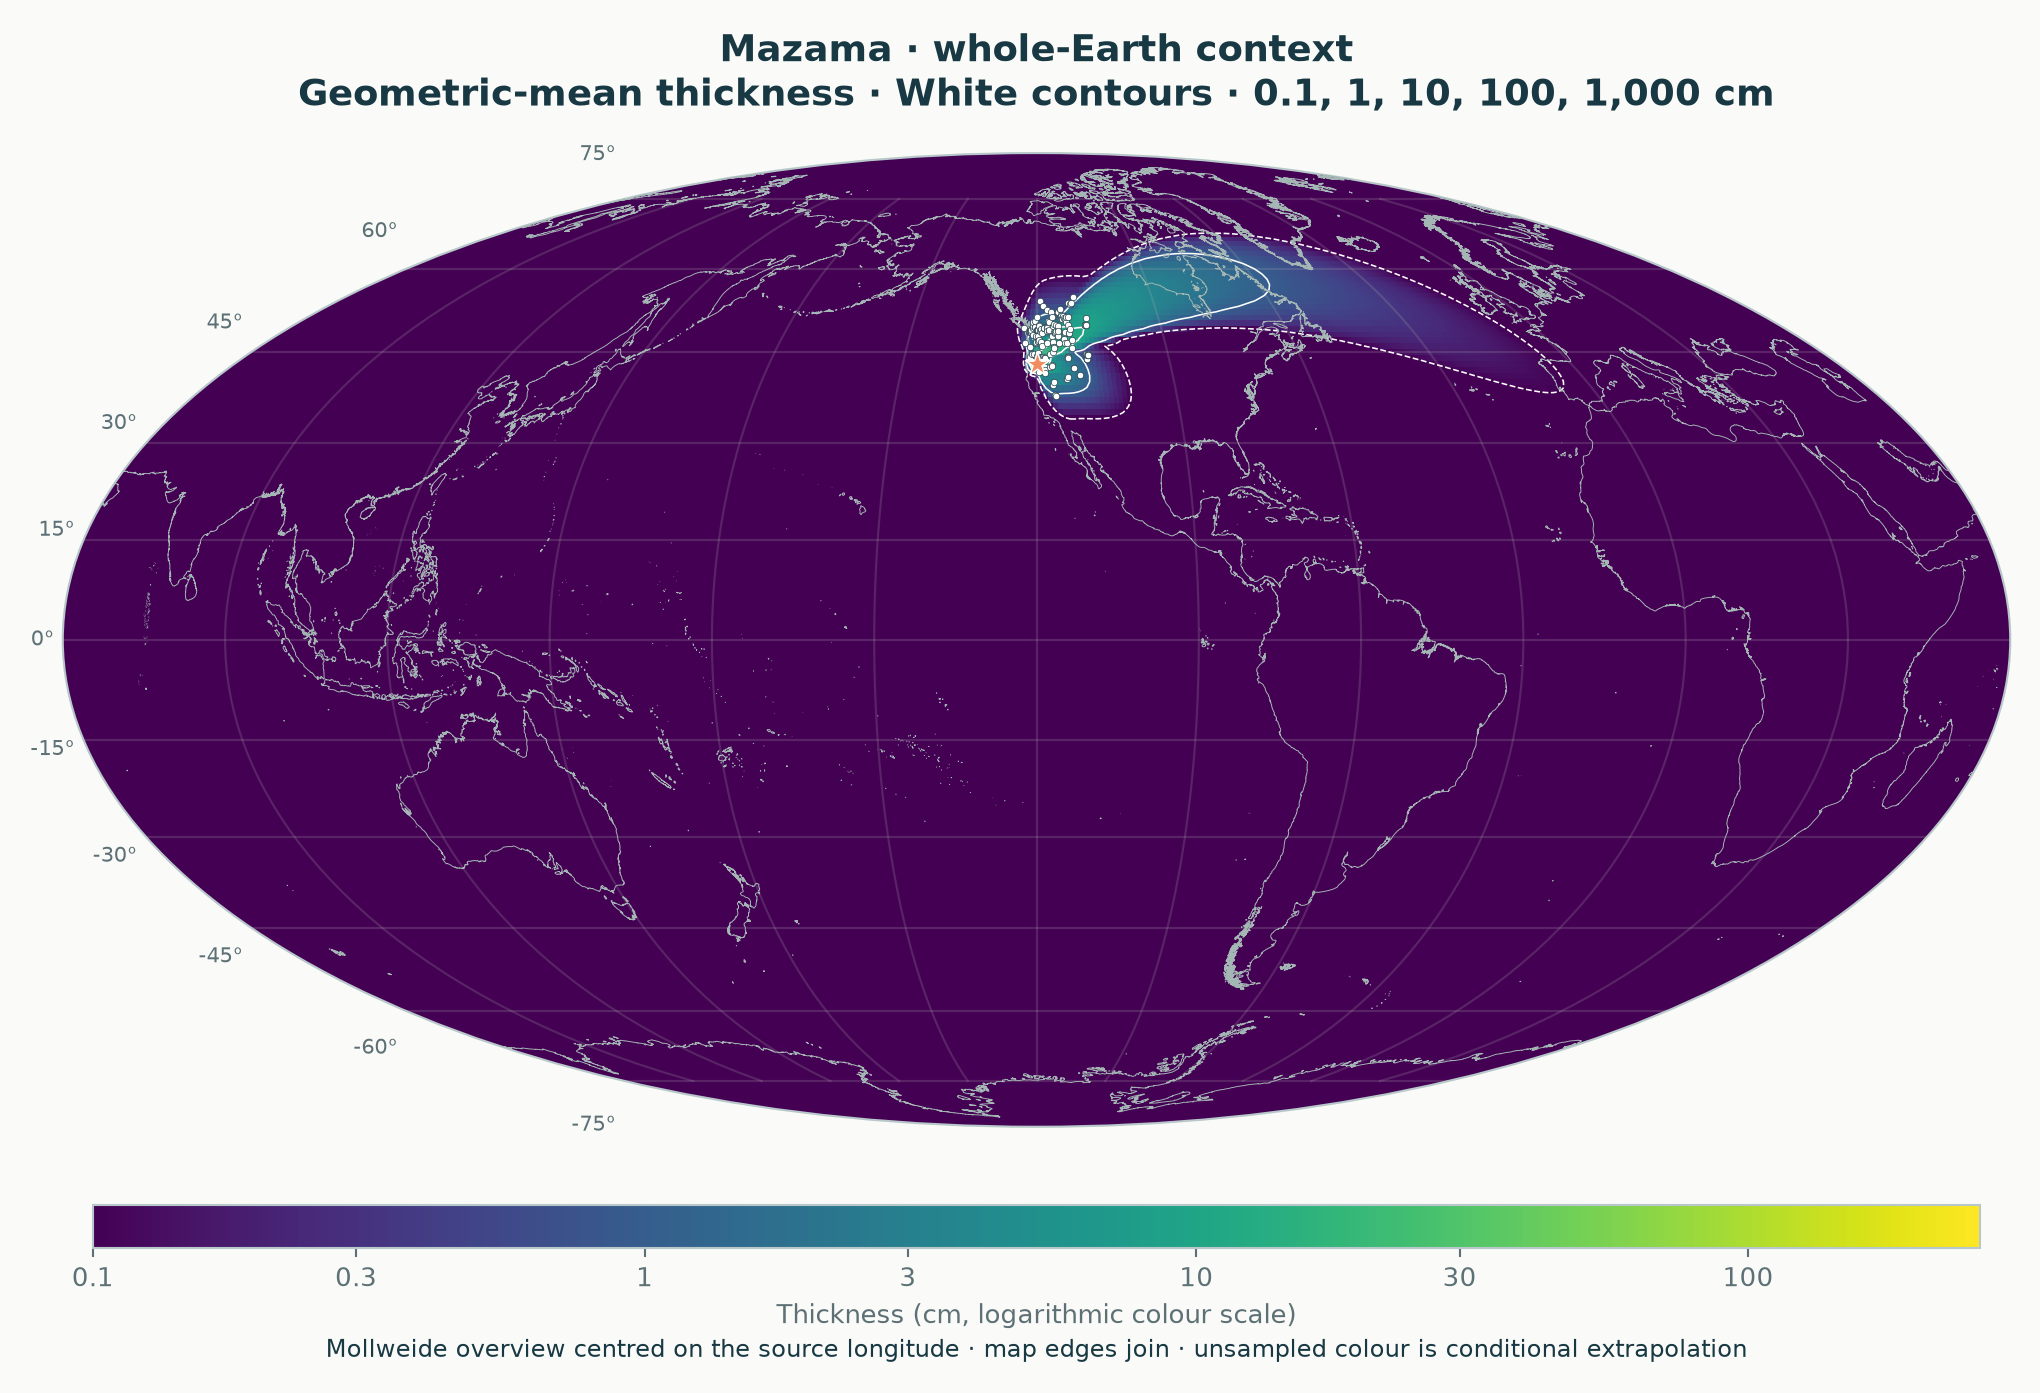 Mazama · whole-Earth context
Geometric-mean thickness · White contours · 0.1, 1, 10, 100, 1,000 cm
75°
60°
45°
30°
15°
0°
-15°
-30°
-45°
-60°
-75°
0.1 0.3 1 3 10 30 100
Thickness (cm, logarithmic colour scale)
Mollweide overview centred on the source longitude · map edges join · unsampled colour is conditional extrapolation